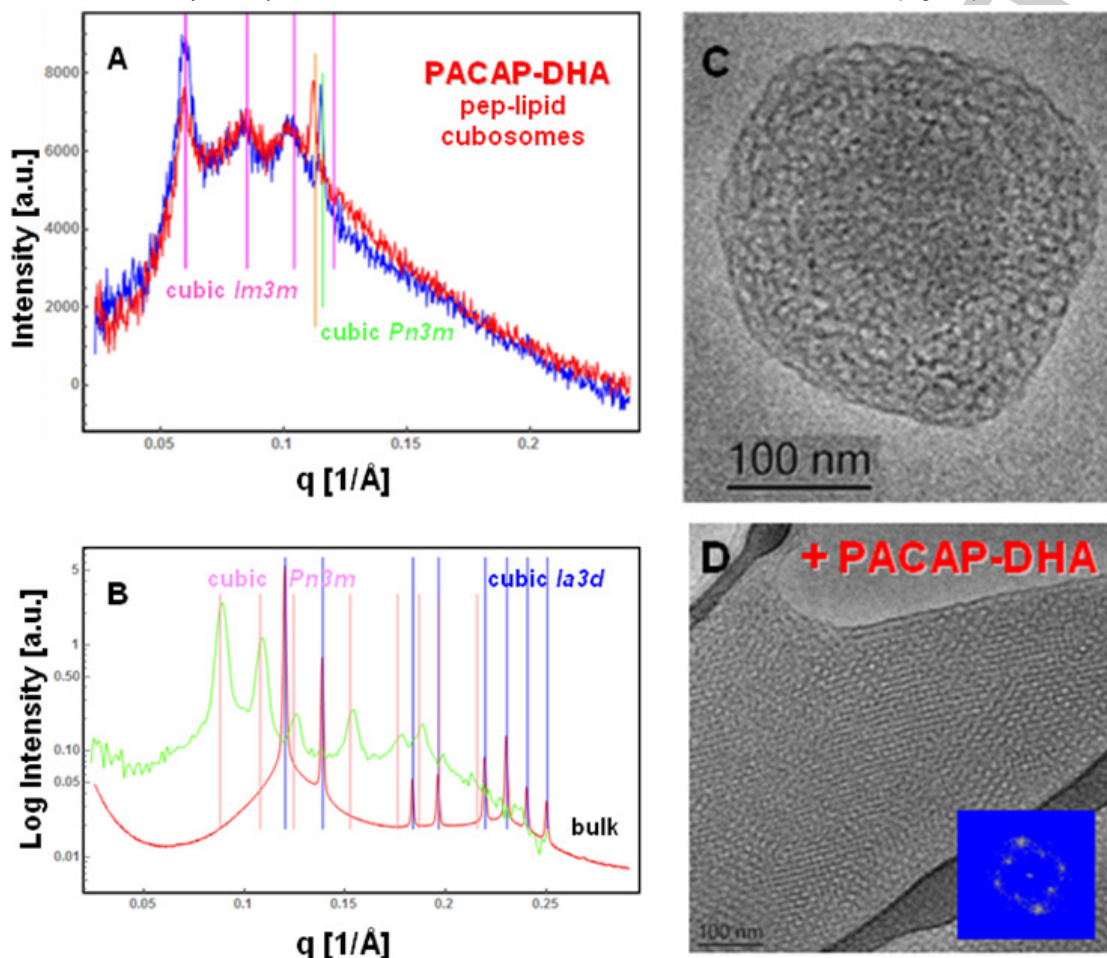 A
PACAP-DHA
pep-lipid
cubosomes
8000
6000
4000
2000
0
Intensity [a.u.]
cubic Im3m
cubic Pn3m
0.05
0.1
0.15
0.2
q [1/Å]
C
100 nm
B
cubic Pn3m
cubic Ia3d
5
1
0.50
0.10
0.05
0.01
Log Intensity [a.u.]
bulk
0.05
0.1
0.15
0.2
0.25
q [1/Å]
D
+ PACAP-DHA
100 nm